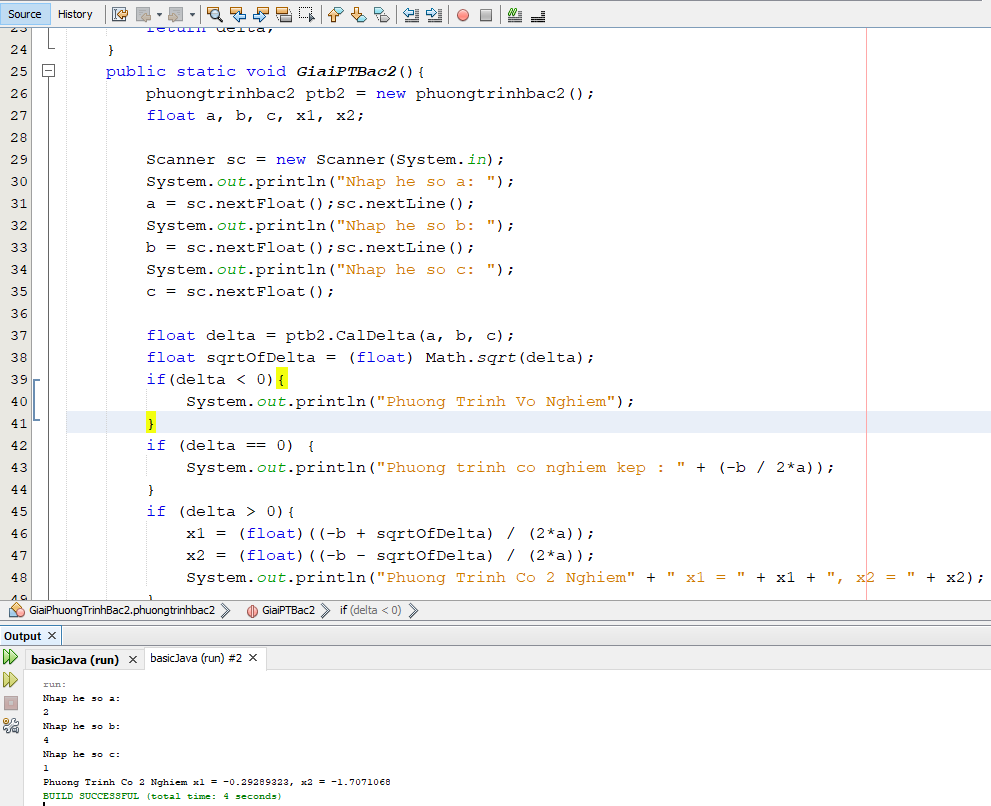 Source History
23 return delta;
24 }
25 public static void GiaiPTBac2(){
26 phuongtrinhbac2 ptb2 = new phuongtrinhbac2();
27 float a, b, c, x1, x2;
28
29 Scanner sc = new Scanner(System.in);
30 System.out.println("Nhap he so a: ");
31 a = sc.nextFloat();sc.nextLine();
32 System.out.println("Nhap he so b: ");
33 b = sc.nextFloat();sc.nextLine();
34 System.out.println("Nhap he so c: ");
35 c = sc.nextFloat();
36
37 float delta = ptb2.CalDelta(a, b, c);
38 float sqrtOfDelta = (float) Math.sqrt(delta);
39 if(delta < 0){
40 System.out.println("Phuong Trinh Vo Nghiem");
41 }
42 if (delta == 0) {
43 System.out.println("Phuong trinh co nghiem kep : " + (-b / 2*a));
44 }
45 if (delta > 0){
46 x1 = (float)((-b + sqrtOfDelta) / (2*a));
47 x2 = (float)((-b - sqrtOfDelta) / (2*a));
48 System.out.println("Phuong Trinh Co 2 Nghiem" + " x1 = " + x1 + ", x2 = " + x2);
49 }
GiaiPhuongTrinhBac2.phuongtrinhbac2 GiaiPTBac2 if (delta < 0)
Output
basicJava (run) basicJava (run) #2
run:
Nhap he so a:
2
Nhap he so b:
4
Nhap he so c:
1
Phuong Trinh Co 2 Nghiem x1 = -0.29289323, x2 = -1.7071068
BUILD SUCCESSFUL (total time: 4 seconds)